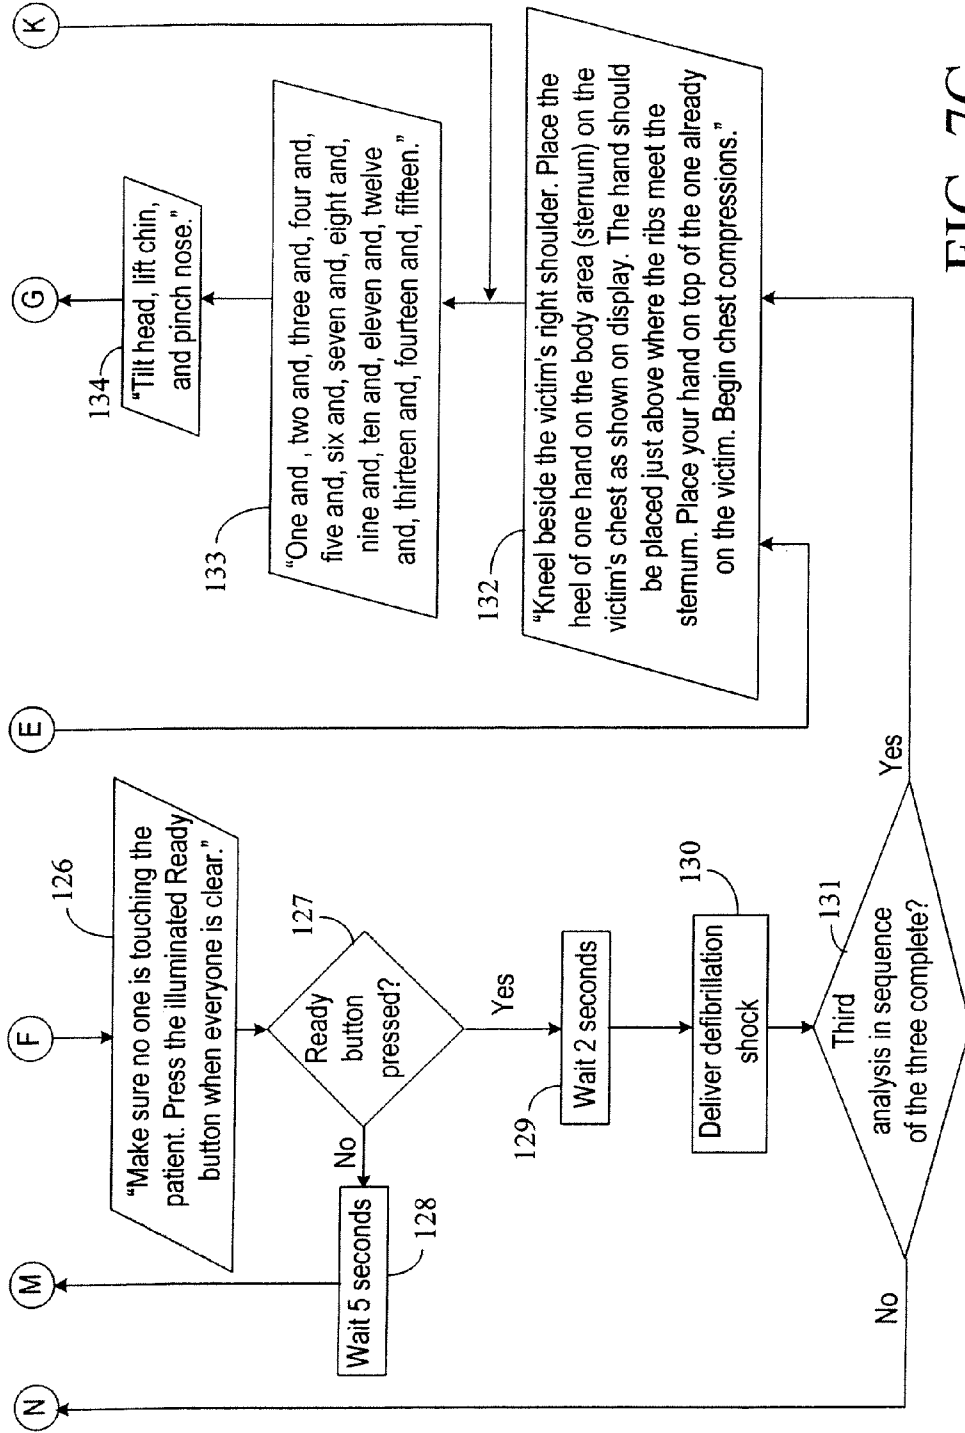 N
M
F
E
G
K
126
"Make sure no one is touching the
patient. Press the illuminated Ready
button when everyone is clear."
127
Ready
button
pressed?
No
Yes
Wait 5 seconds
128
129
Wait 2 seconds
130
Deliver defibrillation
shock
131
Third
analysis in sequence
of the three complete?
No
Yes
134
"Tilt head, lift chin,
and pinch nose."
133
"One and , two and, three and, four and,
five and, six and, seven and, eight and,
nine and, ten and, eleven and, twelve
and, thirteen and, fourteen and, fifteen."
132
"Kneel beside the victim's right shoulder. Place the
heel of one hand on the body area (sternum) on the
victim's chest as shown on display. The hand should
be placed just above where the ribs meet the
sternum. Place your hand on top of the one already
on the victim. Begin chest compressions."
FIG. 7C